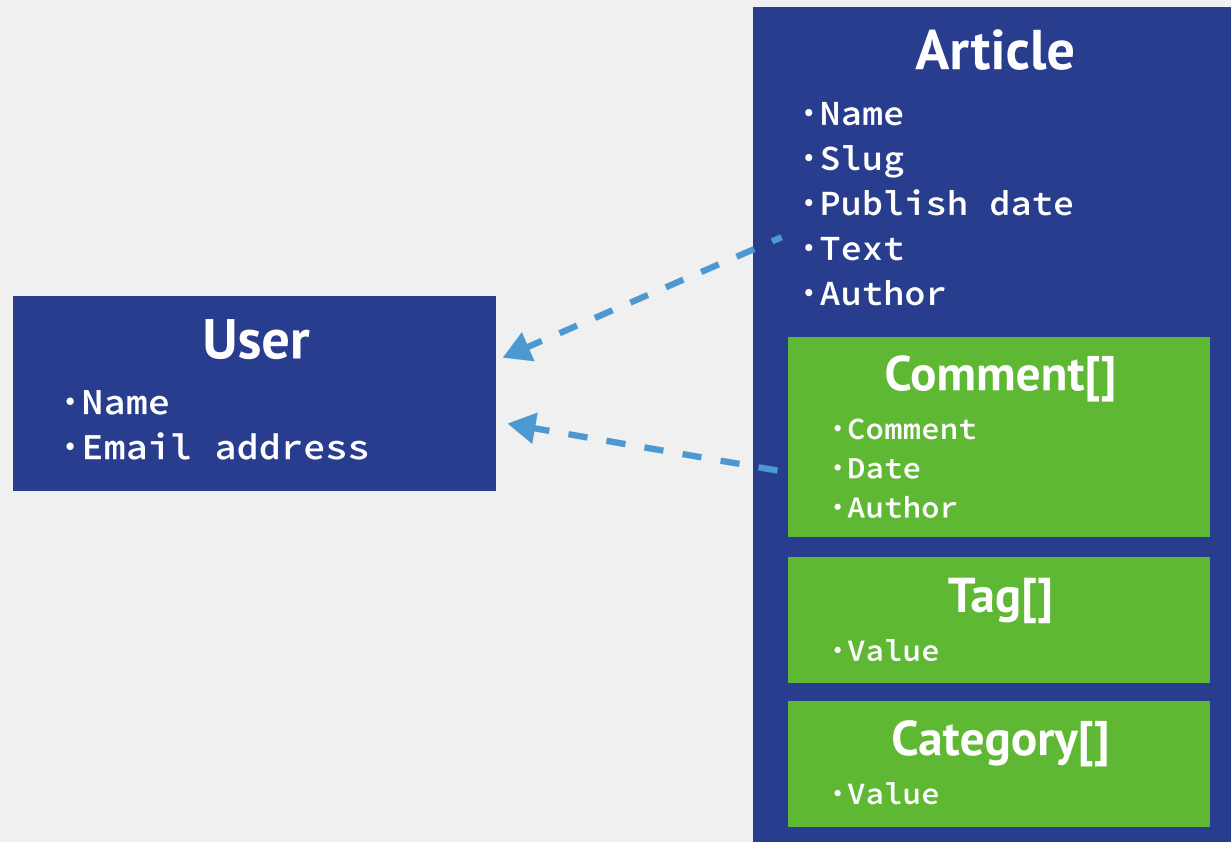 User
·Name
·Email address
Article
·Name
·Slug
·Publish date
·Text
·Author
Comment[]
·Comment
·Date
·Author
Tag[]
·Value
Category[]
·Value